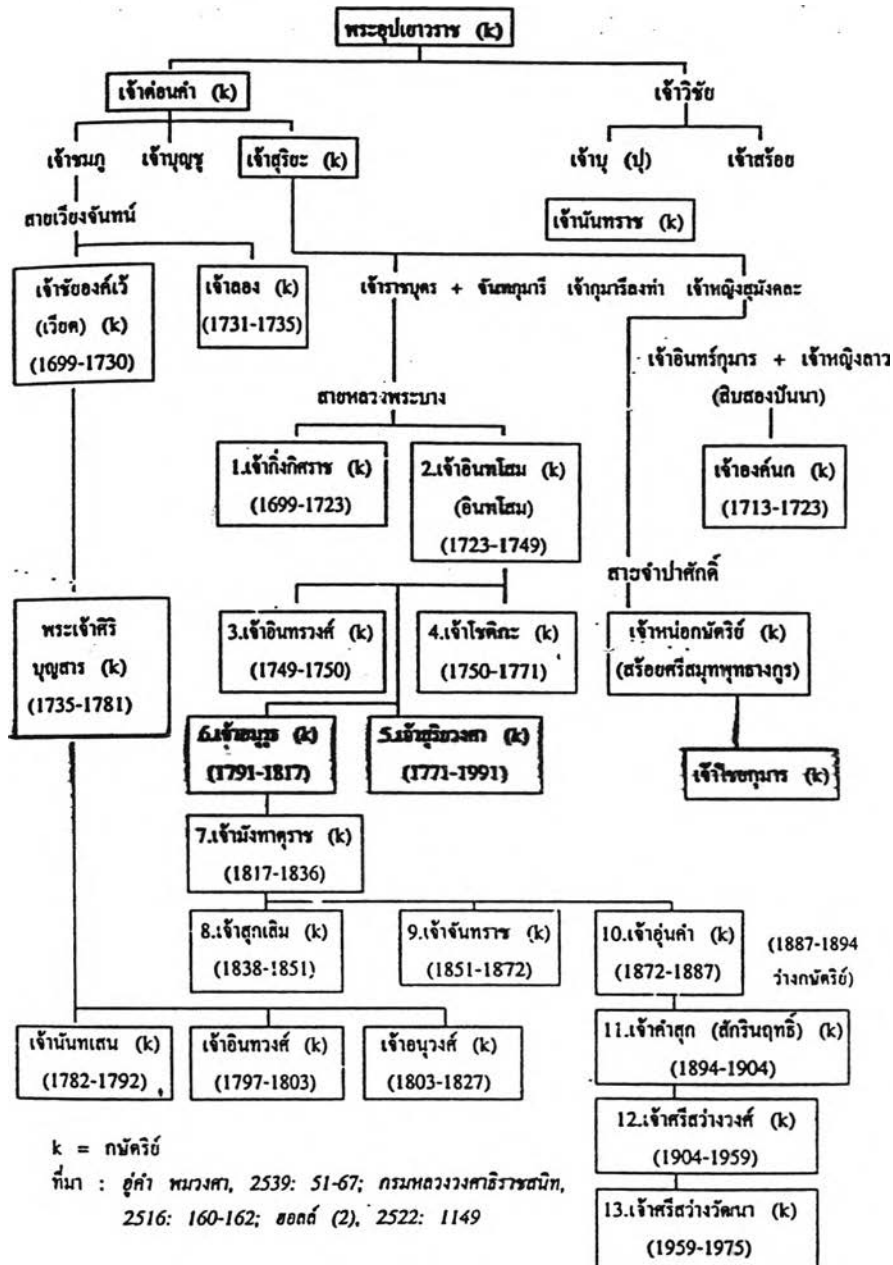 พระอุปเยาวราช (k)
เจ้าต่อนคำ (k)
เจ้าวิชัย
เจ้าชมภู เจ้าบุญชู เจ้าสุริยะ (k)
เจ้าบุ (ปุ) เจ้าสร้อย
สายเวียงจันทน์
เจ้านันทราช (k)
เจ้าชัยองค์เว้
(เวียด) (k)
(1699-1730)
เจ้าลอง (k)
(1731-1735)
เจ้าราชบุตร + จันทกุมารี เจ้ากุมารีลงท่า เจ้าหญิงสุมังคละ
เจ้าอินทร์กุมาร + เจ้าหญิงลาว
(สิบสองปันนา)
สายหลวงพระบาง
1.เจ้ากิ่งกิศราช (k)
(1699-1723)
2.เจ้าอินทโสม (k)
(อินทโสม)
(1723-1749)
เจ้าองค์นก (k)
(1713-1723)
สายจำปาศักดิ์
พระเจ้าศิริ
บุญสาร (k)
(1735-1781)
3.เจ้าอินทรวงศ์ (k)
(1749-1750)
4.เจ้าโชติกะ (k)
(1750-1771)
เจ้าหน่อกษัตริย์ (k)
(สร้อยศรีสมุทพุทธางกูร)
6.เจ้าอนุรุธ (k)
(1791-1817)
5.เจ้าสุริยวงศา (k)
(1771-1991)
เจ้าไชยกุมาร (k)
7.เจ้ามังทาตุราช (k)
(1817-1836)
8.เจ้าสุกเสิม (k)
(1838-1851)
9.เจ้าจันทราช (k)
(1851-1872)
10.เจ้าอุ่นคำ (k)
(1872-1887)
(1887-1894
ว่างกษัตริย์)
เจ้านันทเสน (k)
(1782-1792)
เจ้าอินทวงศ์ (k)
(1797-1803)
เจ้าอนุวงศ์ (k)
(1803-1827)
11.เจ้าคำสุก (สักรินฤทธิ์) (k)
(1894-1904)
12.เจ้าศรีสว่างวงศ์ (k)
(1904-1959)
13.เจ้าศรีสว่างวัฒนา (k)
(1959-1975)
k = กษัตริย์
ที่มา : อู่คำ พมวงศา, 2539: 51-67; กรมหลวงวงศาธิราชสนิท,
2516: 160-162; ฮอลล์ (2), 2522: 1149